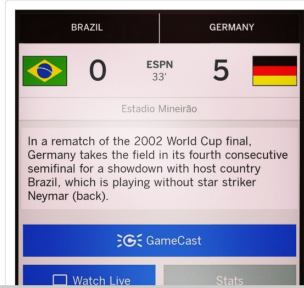 BRAZIL GERMANY
0 ESPN 5
33'
Estadio Mineirão
In a rematch of the 2002 World Cup final,
Germany takes the field in its fourth consecutive
semifinal for a showdown with host country
Brazil, which is playing without star striker
Neymar (back).
G GameCast
Watch Live Stats